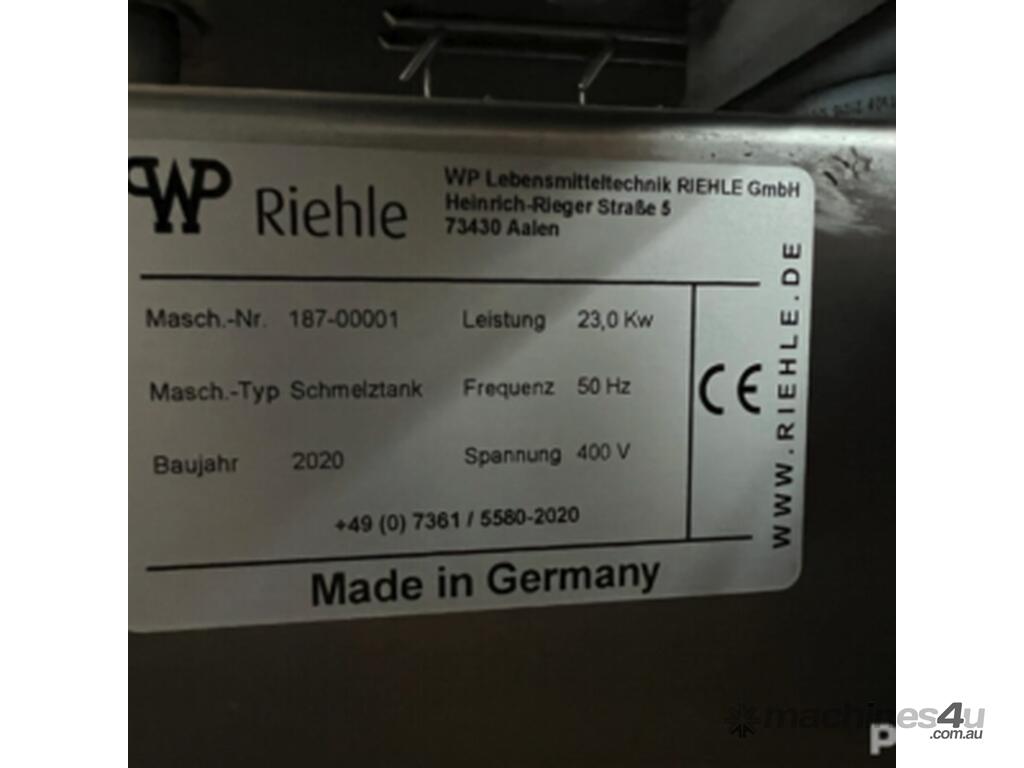 WP Riehle
WP Lebensmitteltechnik RIEHLE GmbH
Heinrich-Rieger Straße 5
73430 Aalen
Masch.-Nr. 187-00001 Leistung 23,0 Kw
Masch.-Typ Schmelztank Frequenz 50 Hz
Baujahr 2020 Spannung 400 V
CE
+49 (0) 7361 / 5580-2020
Made in Germany
WWW.RIEHLE.DE
machines4u
.com.au
P